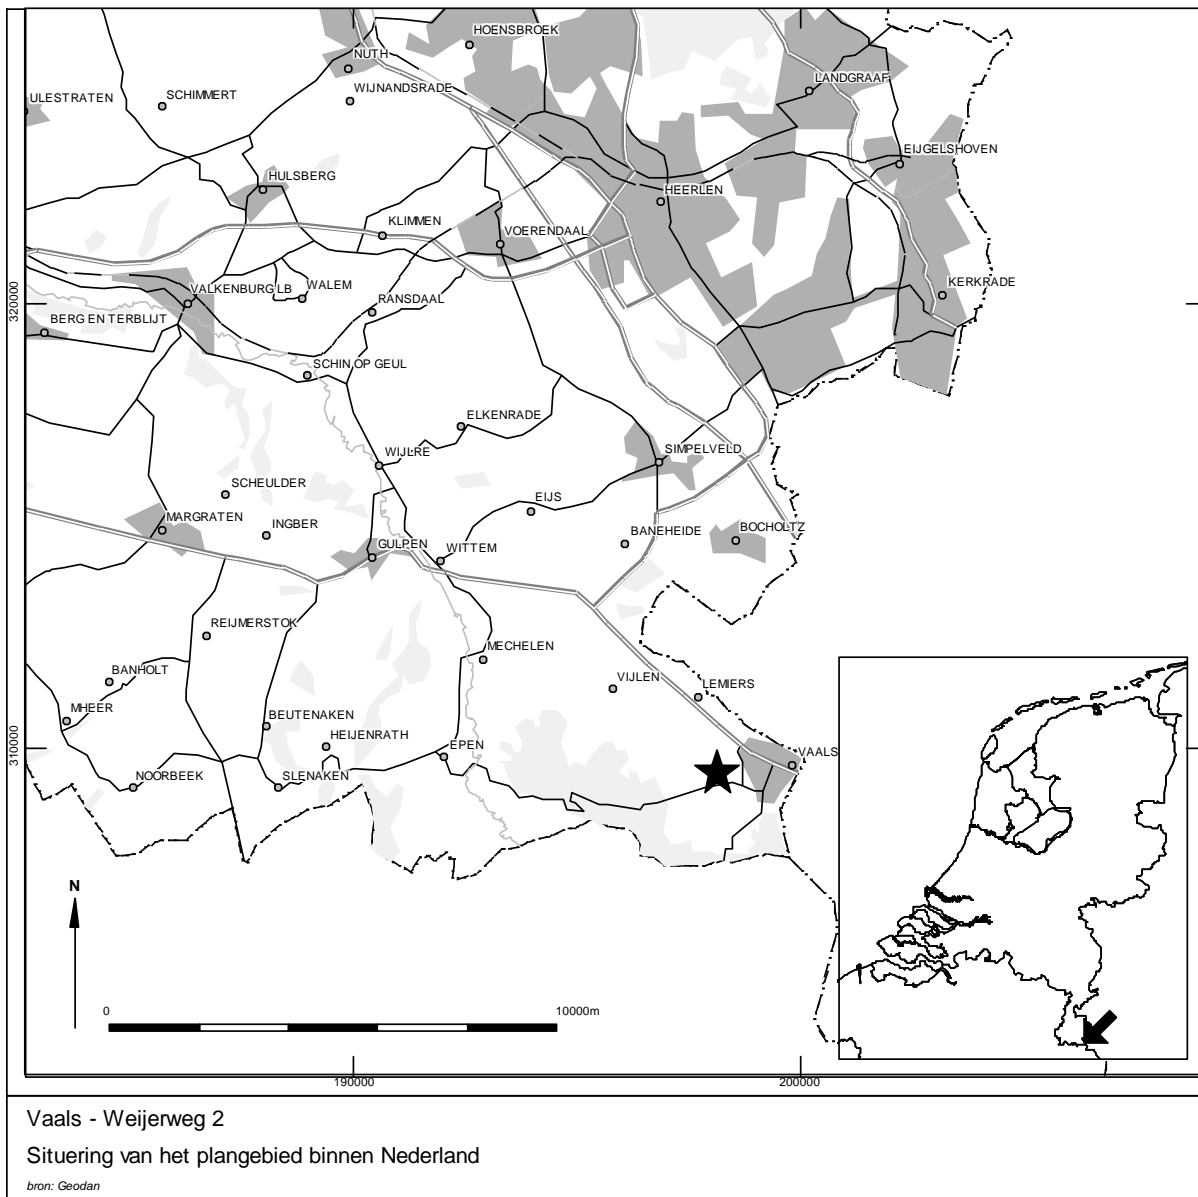 HOENSBROEK
NUTH
LANDGRAAF
ULESTRATEN
SCHIMMERT
WIJNANDSRADE
EIJGELSHOVEN
HULSBERG
HEERLEN
KLIMMEN
VOERENDAAL
VALKENBURG LB
WALEM
KERKRADE
320000
BERG EN TERBLIJT
RANSDAAL
SCHIN OP GEUL
ELKENRADE
WIJLRE
SIMPELVELD
SCHEULDER
EIJS
MARGRATEN
INGBER
BANEHEIDE
BOCHOLTZ
GULPEN
WITTEM
REIJMERSTOK
MECHELEN
BANHOLT
VIJLEN
LEMIERS
MHEER
BEUTENAKEN
HEIJENRATH
310000
EPEN
VAALS
NOORBEEK
SLENAKEN
N
0
10000m
190000
200000
Vaals - Weijerweg 2
Situering van het plangebied binnen Nederland
bron: Geodan